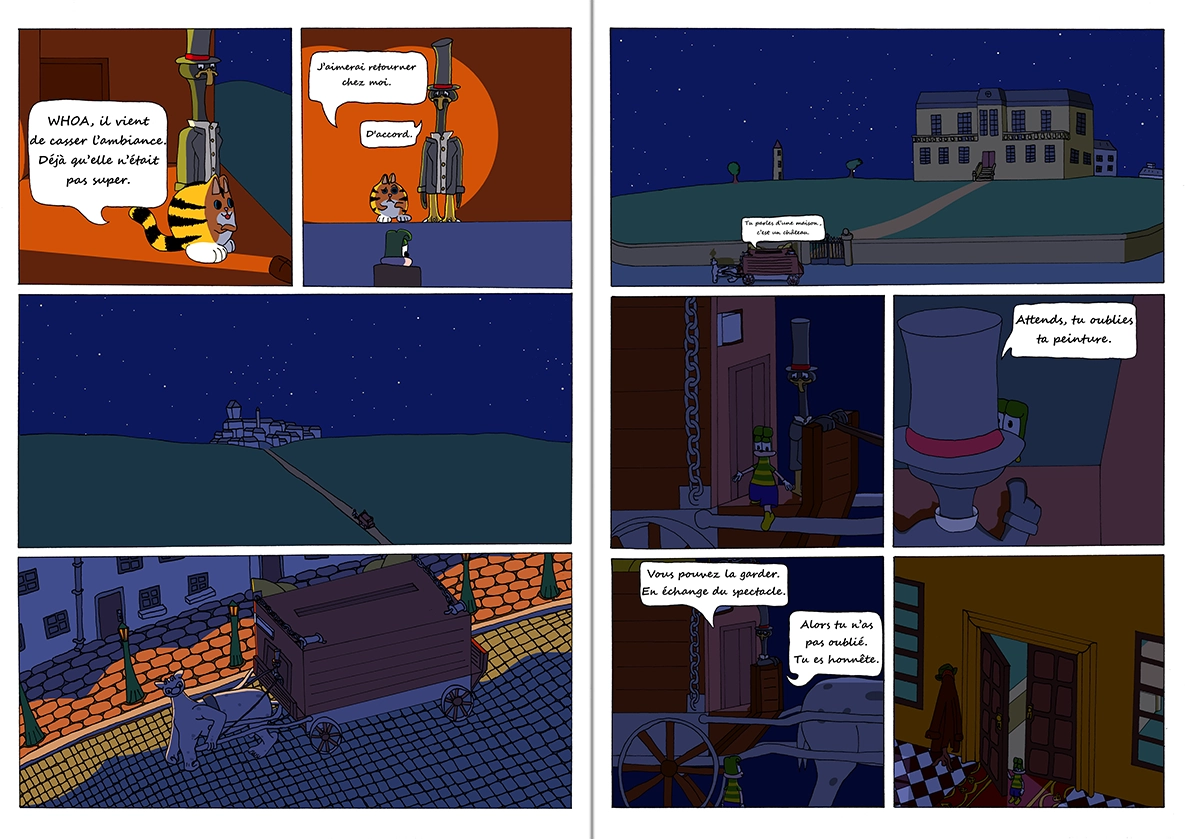 WHOA, il vient
de casser l'ambiance.
Déjà qu'elle n'était
pas super.
J'aimerai retourner
chez moi.
D'accord.
Tu parles d'une maison,
c'est un château.
Attends, tu oublies
ta peinture.
Vous pouvez la garder.
En échange du spectacle.
Alors tu n'as
pas oublié.
Tu es honnête.